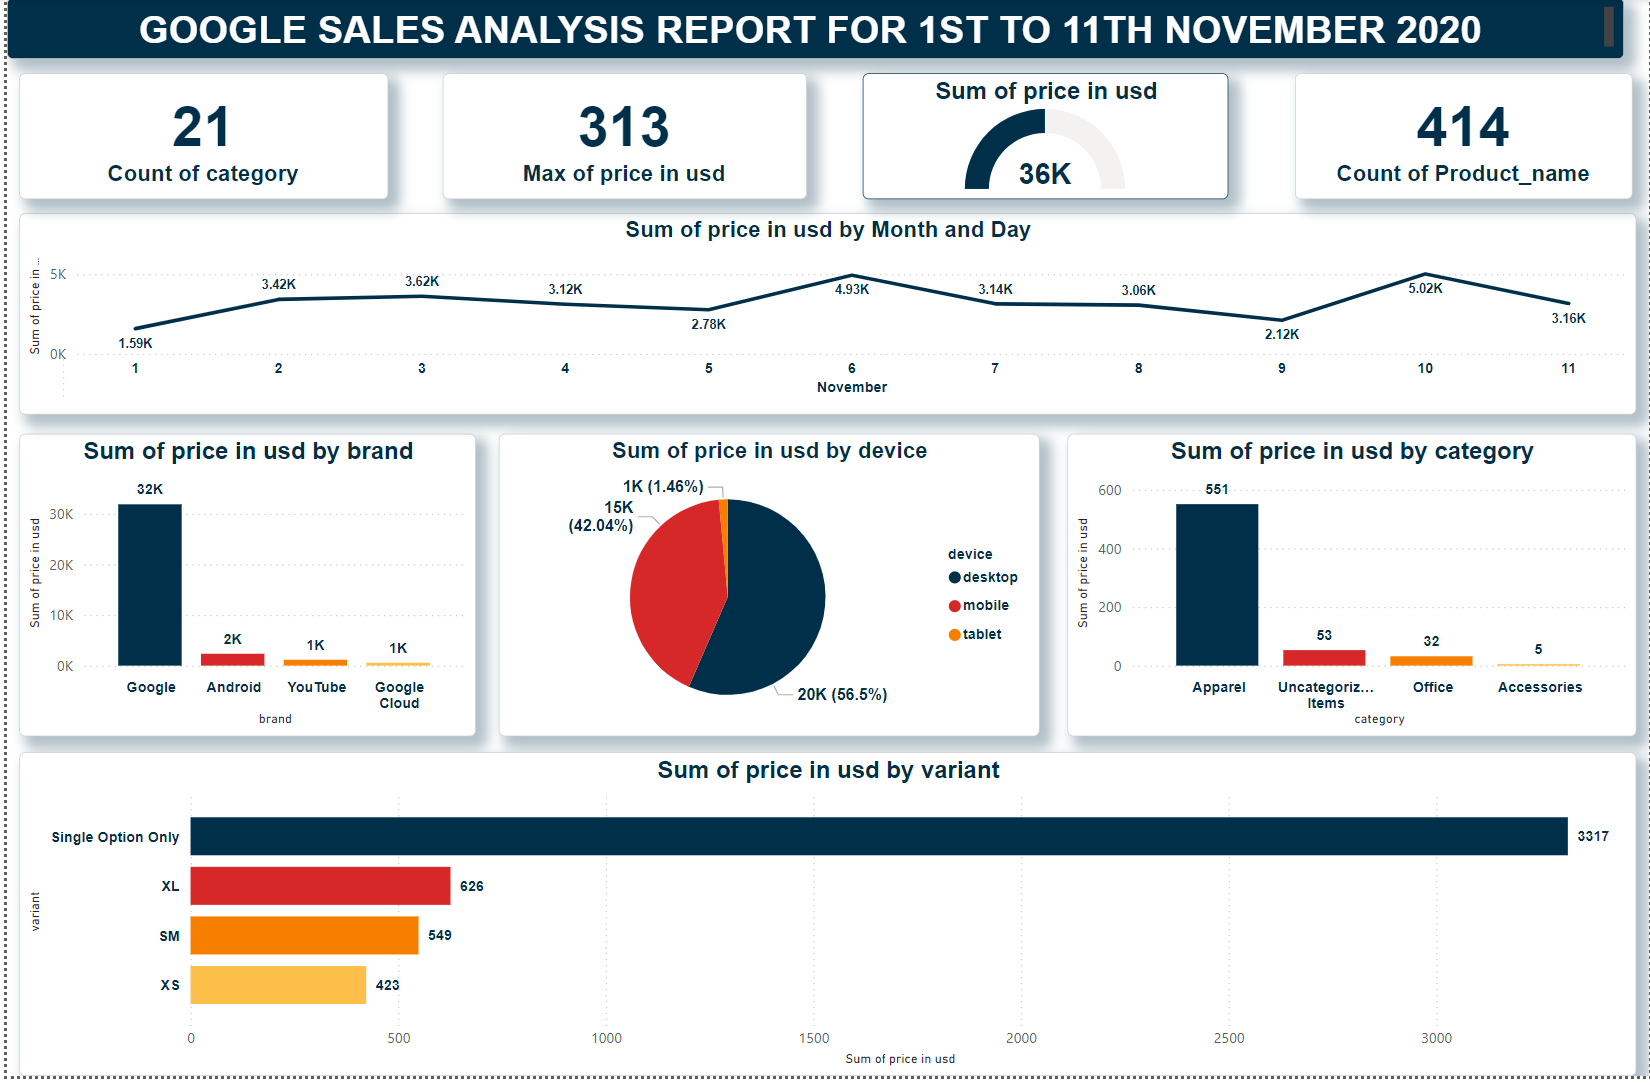 GOOGLE SALES ANALYSIS REPORT FOR 1ST TO 11TH NOVEMBER 2020
21
Count of category
313
Max of price in usd
Sum of price in usd
36K
414
Count of Product_name
Sum of price in usd by Month and Day
Sum of price in ...
5K
0K
1.59K
3.42K
3.62K
3.12K
2.78K
4.93K
3.14K
3.06K
2.12K
5.02K
3.16K
1 2 3 4 5 6 7 8 9 10 11
November
Sum of price in usd by brand
Sum of price in usd
30K
20K
10K
0K
32K
2K
1K
1K
Google
Android
YouTube
Google
Cloud
brand
Sum of price in usd by device
1K (1.46%)
15K
(42.04%)
20K (56.5%)
device
desktop
mobile
tablet
Sum of price in usd by category
Sum of price in usd
600
400
200
0
551
53
32
5
Apparel
Uncategoriz...
Items
Office
Accessories
category
Sum of price in usd by variant
variant
Single Option Only
3317
XL
626
SM
549
XS
423
0 500 1000 1500 2000 2500 3000
Sum of price in usd